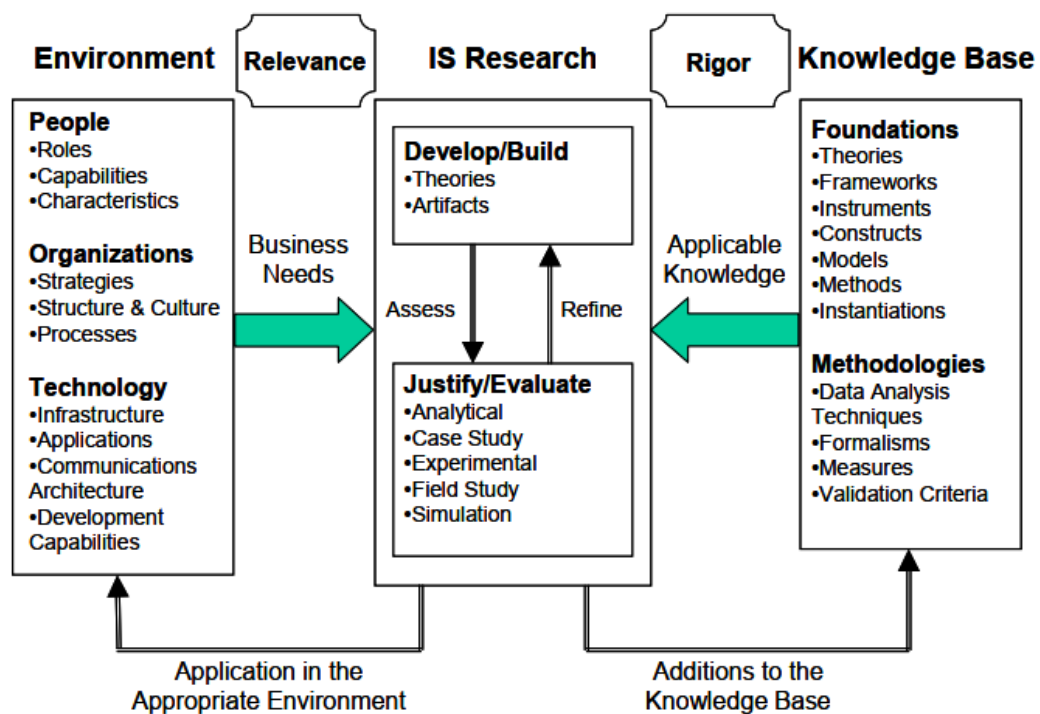 Environment
Relevance
IS Research
Rigor
Knowledge Base
People
•Roles
•Capabilities
•Characteristics
Organizations
•Strategies
•Structure & Culture
•Processes
Technology
•Infrastructure
•Applications
•Communications
Architecture
•Development
Capabilities
Business
Needs
Develop/Build
•Theories
•Artifacts
Assess
Refine
Justify/Evaluate
•Analytical
•Case Study
•Experimental
•Field Study
•Simulation
Applicable
Knowledge
Foundations
•Theories
•Frameworks
•Instruments
•Constructs
•Models
•Methods
•Instantiations
Methodologies
•Data Analysis
Techniques
•Formalisms
•Measures
•Validation Criteria
Application in the
Appropriate Environment
Additions to the
Knowledge Base